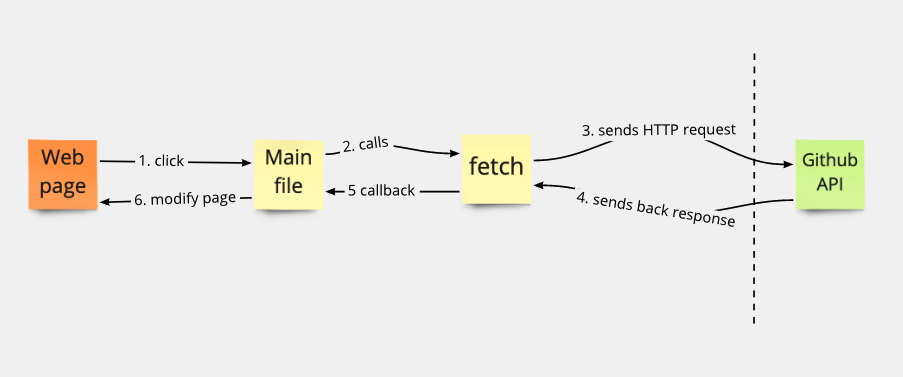 Web
page
1. click
6. modify page
Main
file
2. calls
5 callback
fetch
3. sends HTTP request
4. sends back response
Github
API